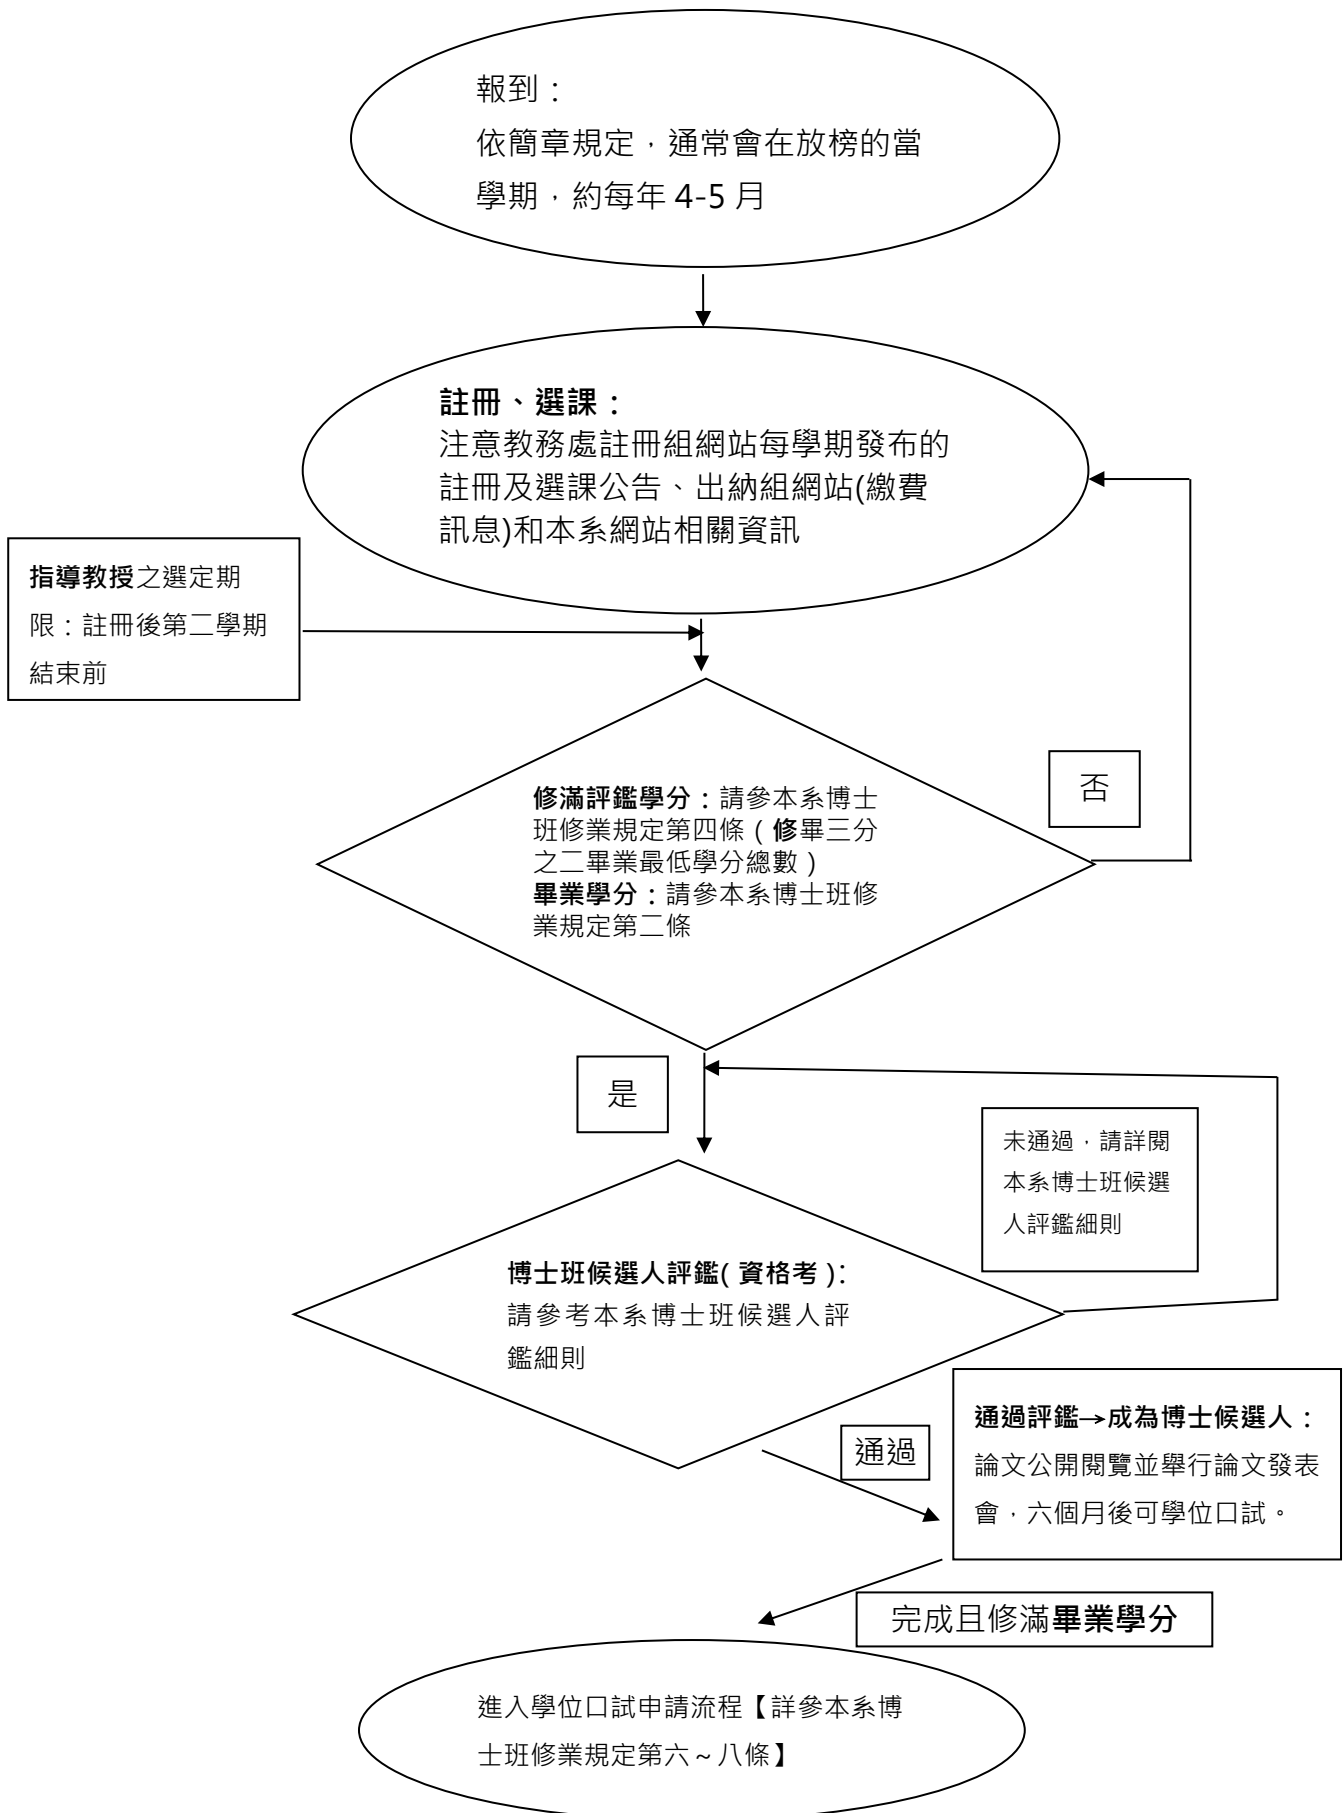 報到：
依簡章規定，通常會在放榜的當
學期，約每年 4-5 月
註冊、選課：
注意教務處註冊組網站每學期發布的
註冊及選課公告、出納組網站(繳費
訊息)和本系網站相關資訊
指導教授之選定期
限：註冊後第二學期
結束前
修滿評鑑學分：請參本系博士
班修業規定第四條（修畢三分
之二畢業最低學分總數）
畢業學分：請參本系博士班修
業規定第二條
否
是
未通過，請詳閱
本系博士班候選
人評鑑細則
博士班候選人評鑑(資格考)：
請參考本系博士班候選人評
鑑細則
通過
通過評鑑→成為博士候選人：
論文公開閱覽並舉行論文發表
會，六個月後可學位口試。
完成且修滿畢業學分
進入學位口試申請流程【詳參本系博
士班修業規定第六～八條】